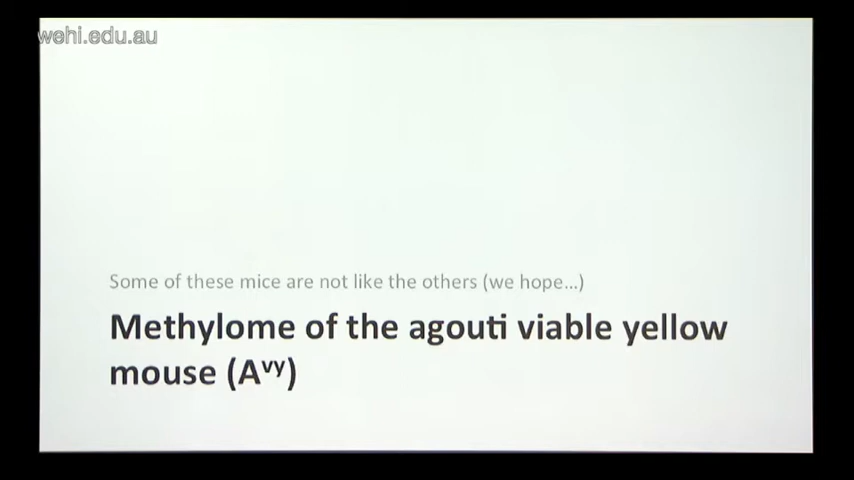 wehi.edu.au
Some of these mice are not like the others (we hope...)
Methylome of the agouti viable yellow
mouse (Aᵛʸ)